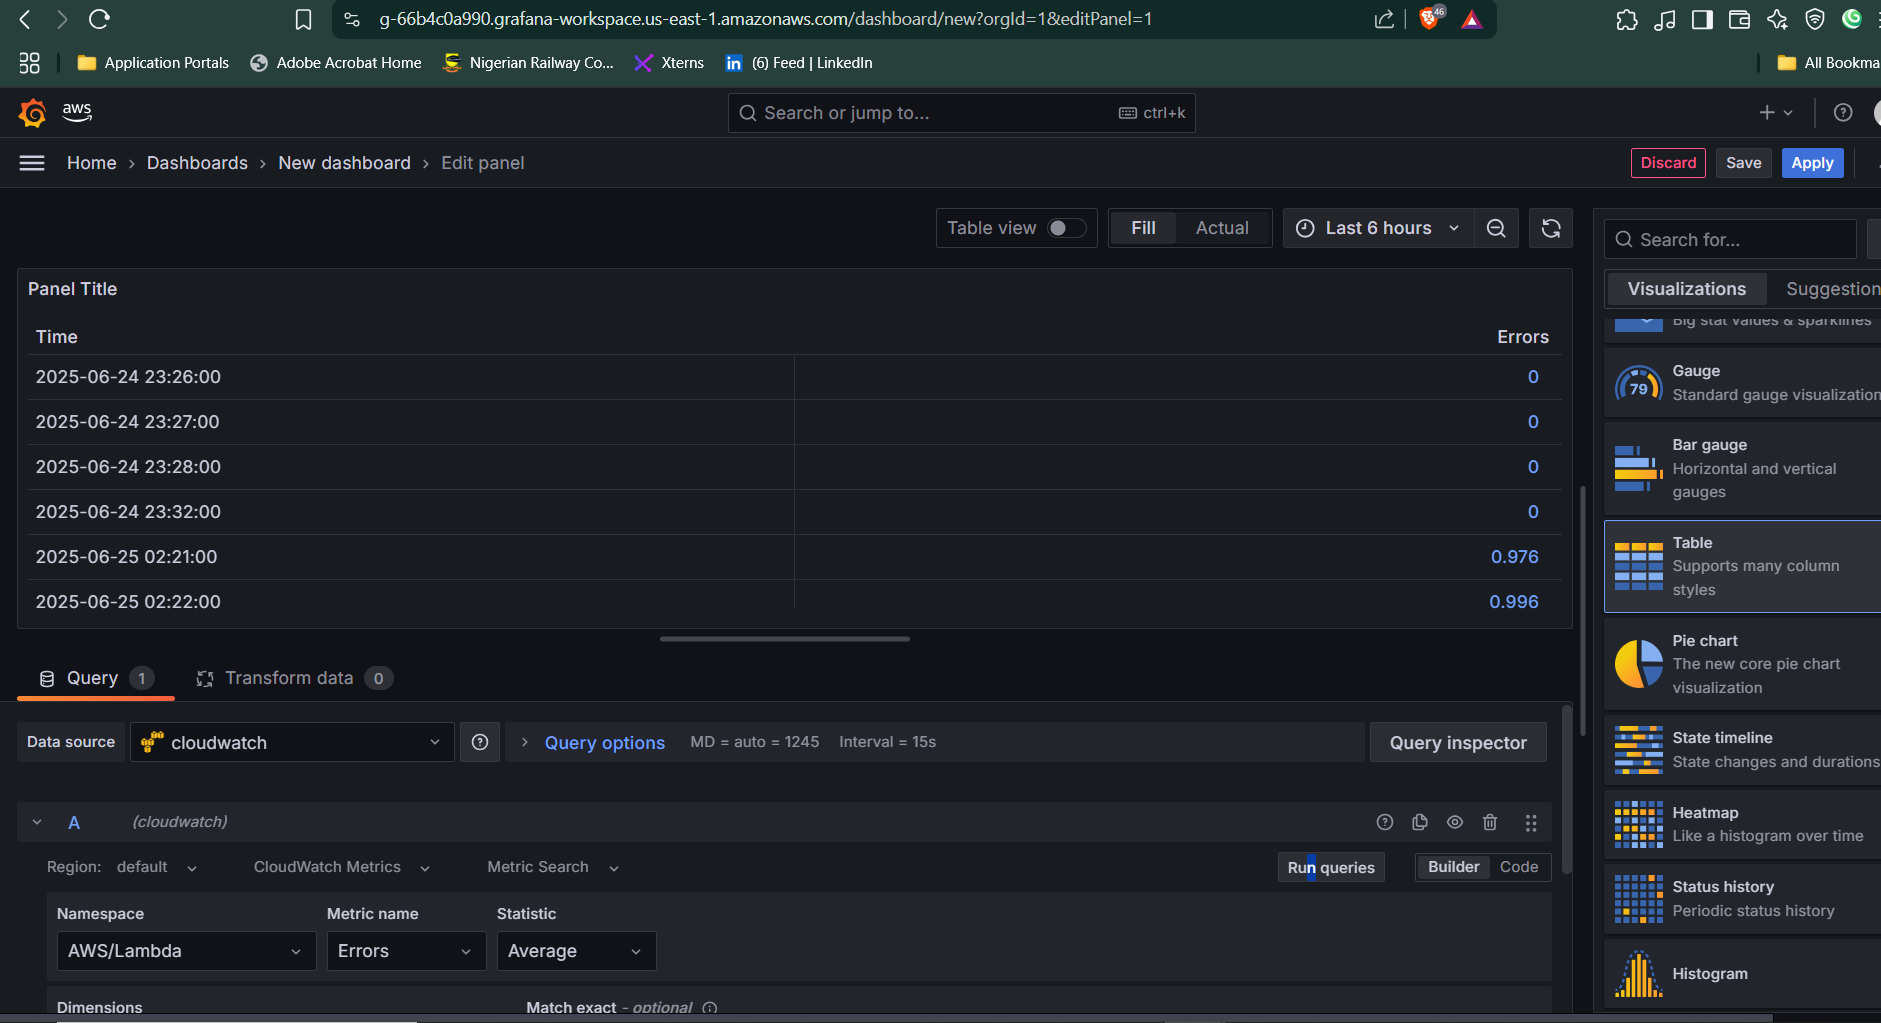 g-66b4c0a990.grafana-workspace.us-east-1.amazonaws.com/dashboard/new?orgId=1&editPanel=1
46
Application Portals
Adobe Acrobat Home
Nigerian Railway Co...
Xterns
(6) Feed | LinkedIn
All Bookma
aws
Search or jump to...
ctrl+k
Home › Dashboards › New dashboard › Edit panel
Discard
Save
Apply
Table view
Fill
Actual
Last 6 hours
Search for...
Panel Title
Visualizations
Suggestion
Time
Errors
Big stat values & sparklines
2025-06-24 23:26:00 0
2025-06-24 23:27:00 0
2025-06-24 23:28:00 0
2025-06-24 23:32:00 0
2025-06-25 02:21:00 0.976
2025-06-25 02:22:00 0.996
79
Gauge
Standard gauge visualization
Bar gauge
Horizontal and vertical
gauges
Table
Supports many column
styles
Pie chart
The new core pie chart
visualization
State timeline
State changes and durations
Heatmap
Like a histogram over time
Status history
Periodic status history
Histogram
Query 1
Transform data 0
Data source
cloudwatch
Query options
MD = auto = 1245
Interval = 15s
Query inspector
A
(cloudwatch)
Region: default
CloudWatch Metrics
Metric Search
Run queries
Builder
Code
Namespace
Metric name
Statistic
AWS/Lambda
Errors
Average
Dimensions
Match exact - optional